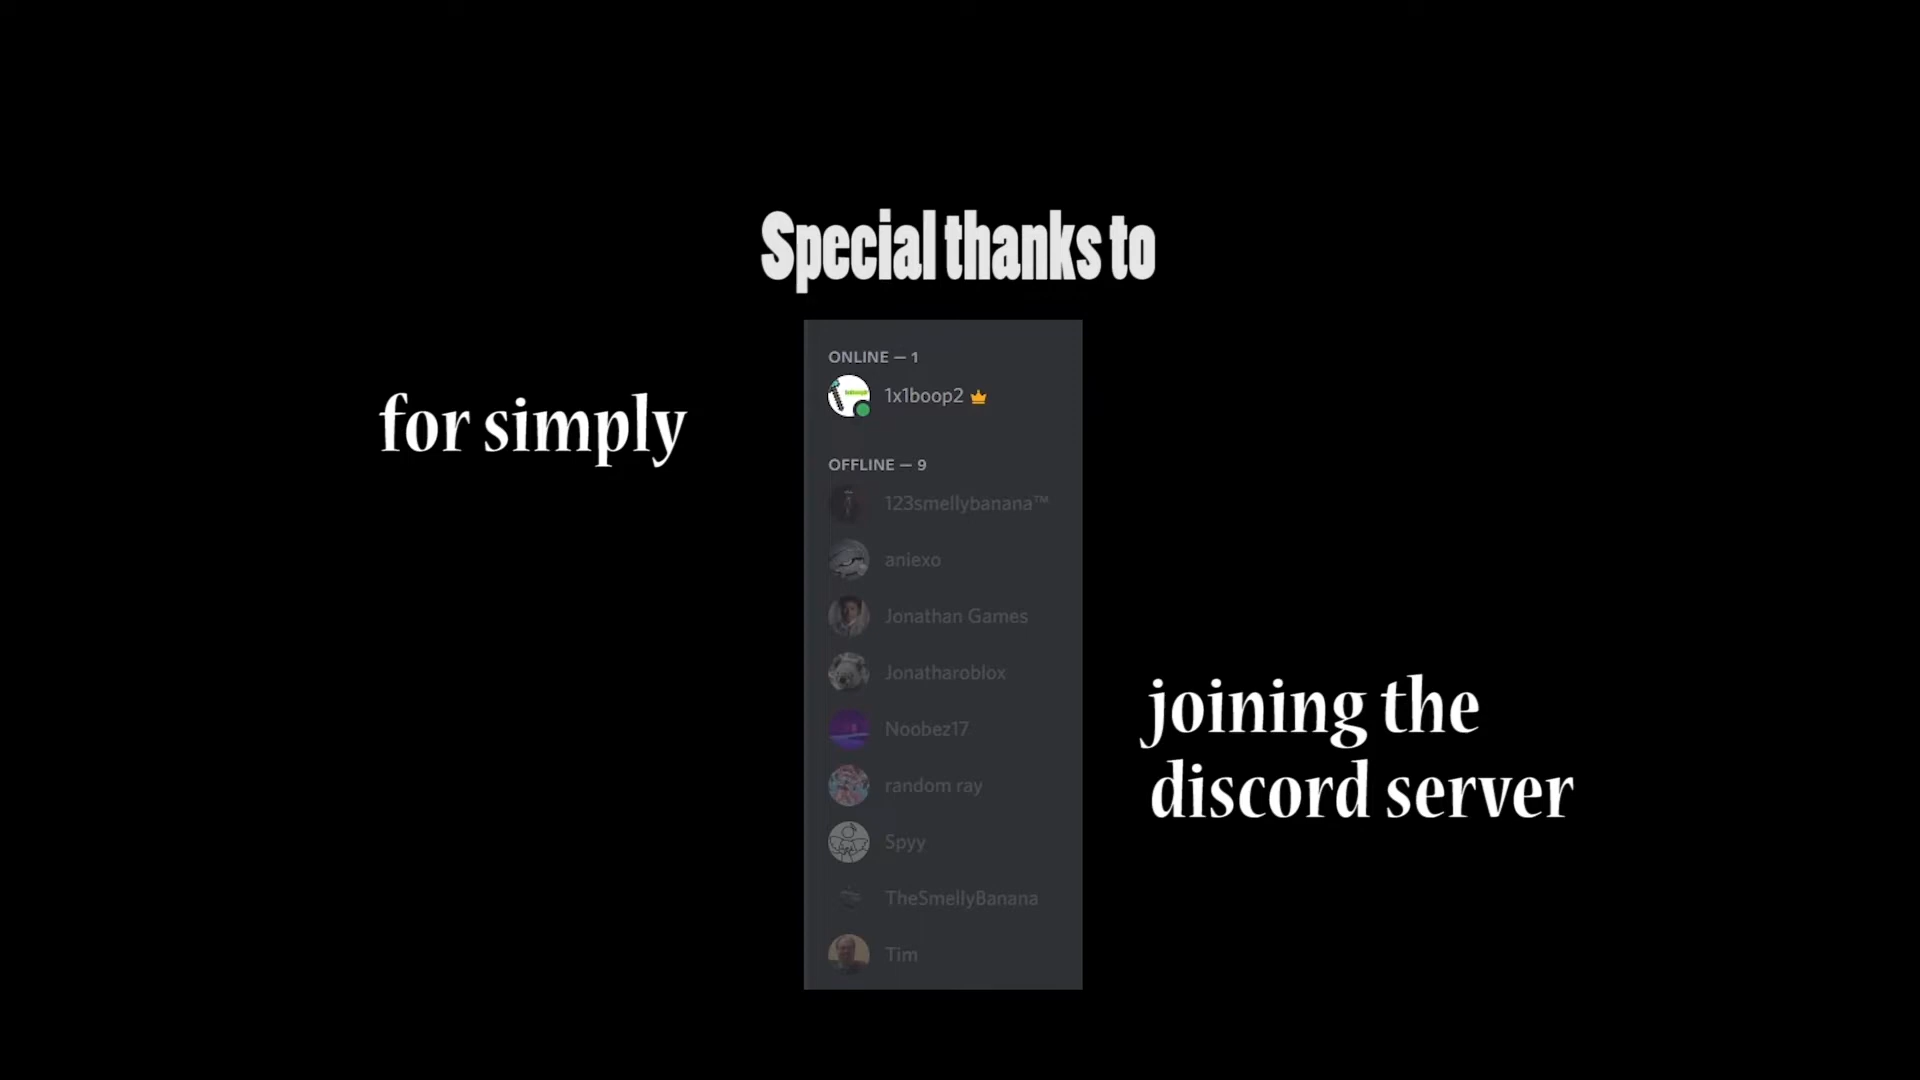 Special thanks to
for simply
ONLINE — 1
1x1boop2
OFFLINE — 9
123smellybanana™
aniexo
Jonathan Games
Jonatharoblox
Noobez17
random ray
Spyy
TheSmellyBanana
Tim
joining the
discord server